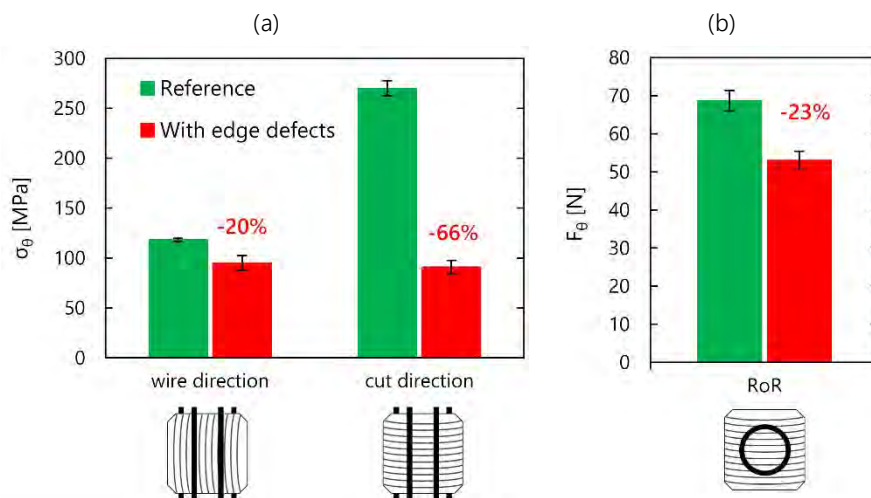 (a)
σθ [MPa]
300
250
200
150
100
50
0
Reference
With edge defects
-20%
-66%
wire direction
cut direction
(b)
Fθ [N]
80
70
60
50
40
30
20
10
0
-23%
RoR